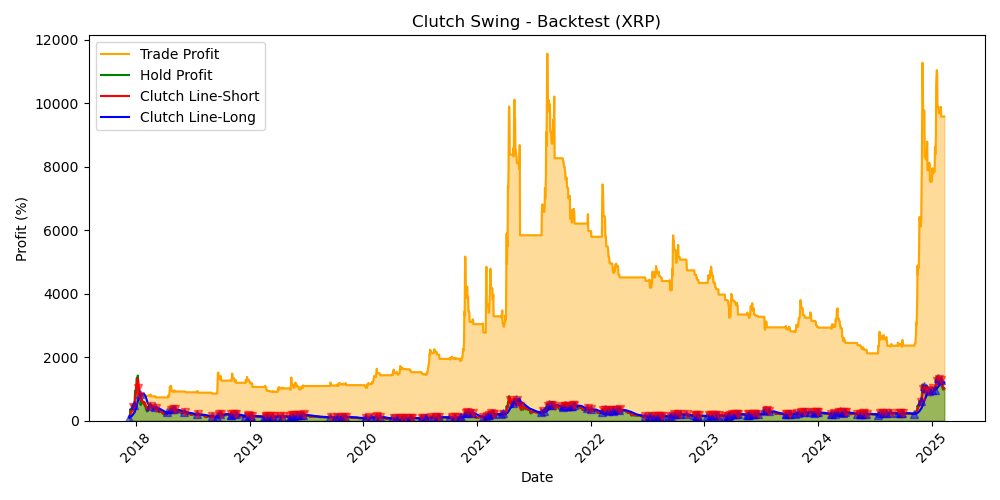 Clutch Swing - Backtest (XRP)
Trade Profit
Hold Profit
Clutch Line-Short
Clutch Line-Long
Profit (%)
12000
10000
8000
6000
4000
2000
0
2018
2019
2020
2021
2022
2023
2024
2025
Date